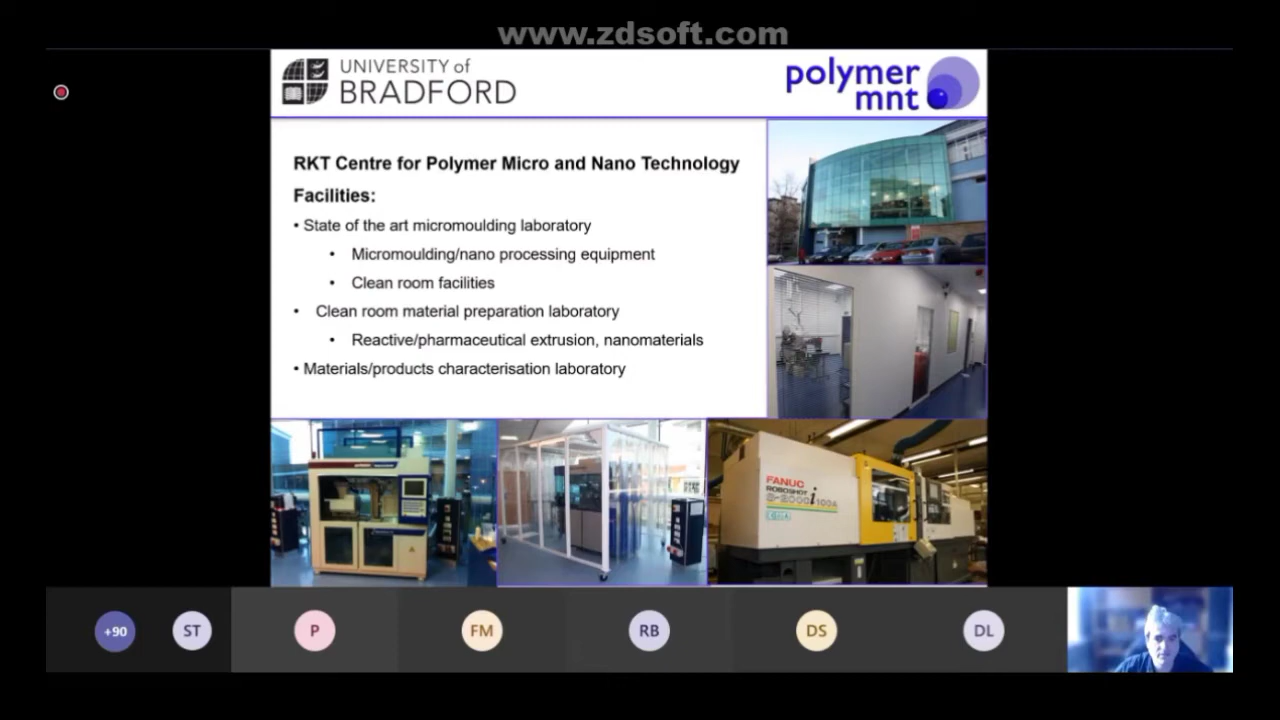 www.zdsoft.com
UNIVERSITY of
BRADFORD
polymer
mnt
RKT Centre for Polymer Micro and Nano Technology
Facilities:
• State of the art micromoulding laboratory
• Micromoulding/nano processing equipment
• Clean room facilities
• Clean room material preparation laboratory
• Reactive/pharmaceutical extrusion, nanomaterials
• Materials/products characterisation laboratory
FANUC
ROBOSHOT
S-2000i100A
+90
ST
P
FM
RB
DS
DL